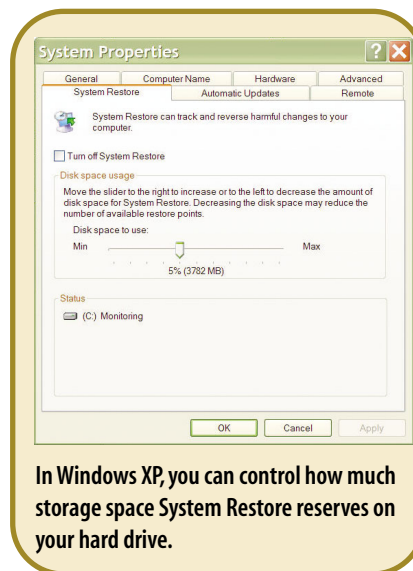 System Properties
General Computer Name Hardware Advanced
System Restore Automatic Updates Remote
System Restore can track and reverse harmful changes to your
computer.
Turn off System Restore
Disk space usage
Move the slider to the right to increase or to the left to decrease the amount of
disk space for System Restore. Decreasing the disk space may reduce the
number of available restore points.
Disk space to use:
Min Max
5% (3782 MB)
Status
(C:) Monitoring
OK Cancel Apply
In Windows XP, you can control how much
storage space System Restore reserves on
your hard drive.